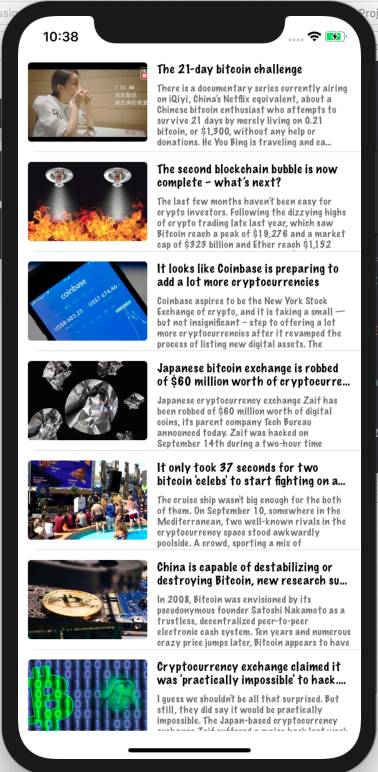 10:38
The 21-day bitcoin challenge
There is a documentary series currently airing
on iQiyi, China's Netflix equivalent, about a
Chinese bitcoin enthusiast who attempts to
survive 21 days by merely living on 0.21
bitcoin, or $1,300, without any help or
donations. He You Bing is traveling and ca...
The second blockchain bubble is now
complete – what's next?
The last few months haven't been easy for
crypto investors. Following the dizzying highs
of crypto trading late last year, which saw
Bitcoin reach a peak of $19,276 and a market
cap of $323 billion and Ether reach $1,152
coinbase
US$7 674,46
US$ 683,23
It looks like Coinbase is preparing to
add a lot more cryptocurrencies
Coinbase aspires to be the New York Stock
Exchange of crypto, and it is taking a small —
but not insignificant – step to offering a lot
more cryptocurrencies after it revamped the
process of listing new digital assets. The
Japanese bitcoin exchange is robbed
of $60 million worth of cryptocurre...
Japanese cryptocurrency exchange Zaif has
been robbed of $60 million worth of digital
coins, its parent company Tech Bureau
announced today. Zaif was hacked on
September 14th during a two-hour time
It only took 37 seconds for two
bitcoin 'celebs' to start fighting on a...
The cruise ship wasn't big enough for the both
of them. On September 10, somewhere in the
Mediterranean, two well-known rivals in the
cryptocurrency space stood awkwardly
poolside. A crowd, sporting a mix of
China is capable of destabilizing or
destroying Bitcoin, new research su...
In 2008, Bitcoin was envisioned by its
pseudonymous founder Satoshi Nakamoto as a
trustless, decentralized peer-to-peer
electronic cash system. Ten years and numerous
crazy price jumps later, Bitcoin appears to have
Cryptocurrency exchange claimed it
was 'practically impossible' to hack....
I guess we shouldn't be all that surprised. But
still, they did say it would be practically
impossible. The Japan-based cryptocurrency
exchange Zaif suffered a major hack last week